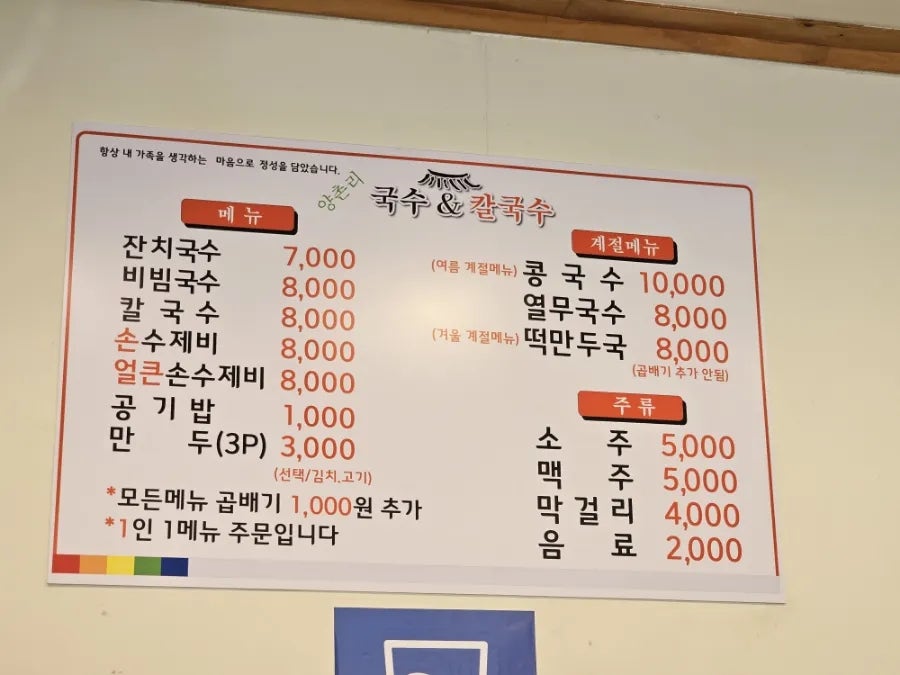 항상 내 가족을 생각하는 마음으로 정성을 담았습니다.
양촌리 국수 & 칼국수
메뉴
잔치국수 7,000
비빔국수 8,000
칼국수 8,000
손수제비 8,000
얼큰손수제비 8,000
공기밥 1,000
만두(3P) 3,000
(선택/김치.고기)
*모든메뉴 곱배기 1,000원 추가
*1인 1메뉴 주문입니다
계절메뉴
(여름 계절메뉴) 콩국수 10,000
열무국수 8,000
(겨울 계절메뉴) 떡만두국 8,000
(곱배기 추가 안됨)
주류
소주 5,000
맥주 5,000
막걸리 4,000
음료 2,000